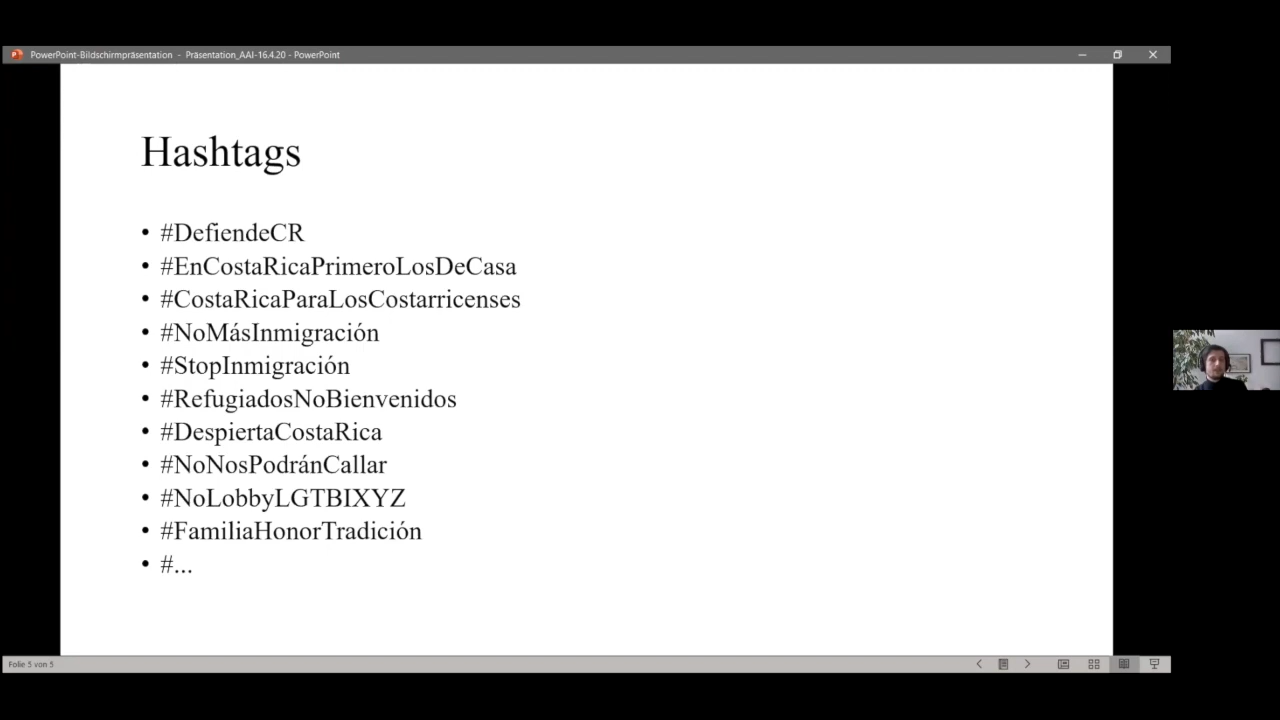 PowerPoint-Bildschirmpräsentation - Präsentation_AAI-16.4.20 - PowerPoint
Hashtags
• #DefiendeCR
• #EnCostaRicaPrimeroLosDeCasa
• #CostaRicaParaLosCostarricenses
• #NoMásInmigración
• #StopInmigración
• #RefugiadosNoBienvenidos
• #DespiertaCostaRica
• #NoNosPodránCallar
• #NoLobbyLGTBIXYZ
• #FamiliaHonorTradición
• #...
Folie 5 von 5